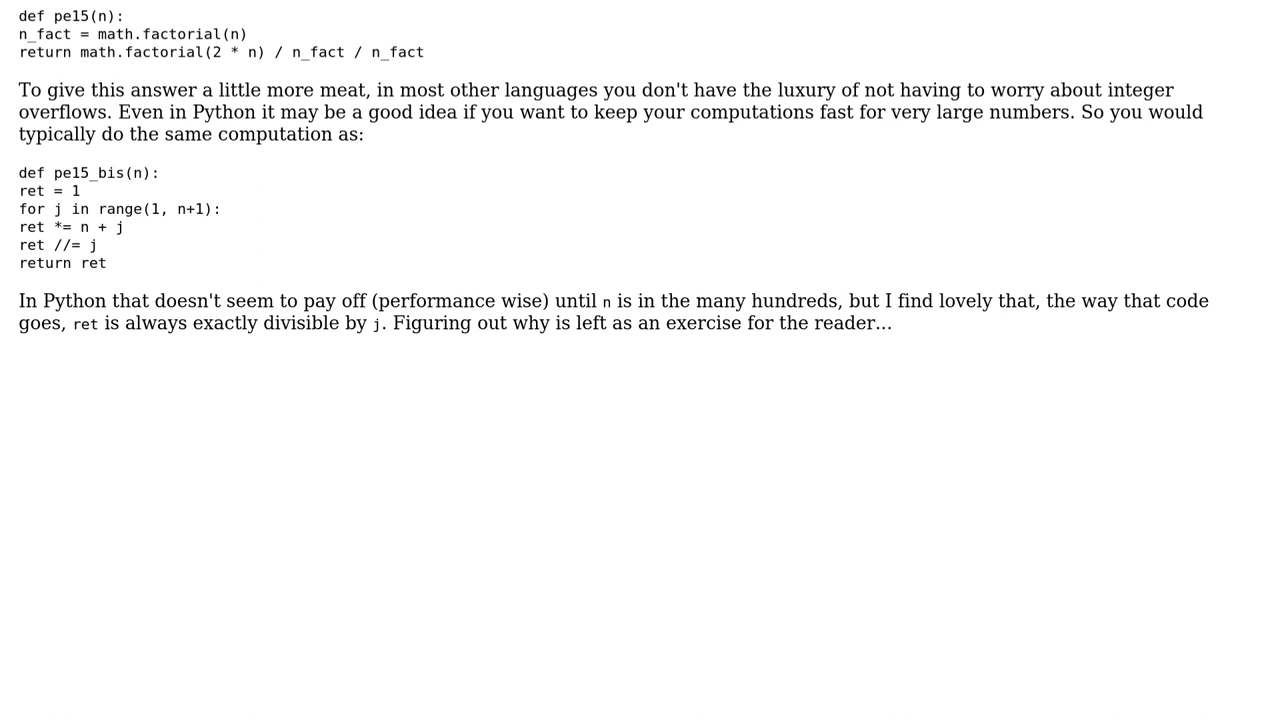 def pe15(n):
n_fact = math.factorial(n)
return math.factorial(2 * n) / n_fact / n_fact
To give this answer a little more meat, in most other languages you don't have the luxury of not having to worry about integer
overflows. Even in Python it may be a good idea if you want to keep your computations fast for very large numbers. So you would
typically do the same computation as:
def pe15_bis(n):
ret = 1
for j in range(1, n+1):
ret *= n + j
ret //= j
return ret
In Python that doesn't seem to pay off (performance wise) until n is in the many hundreds, but I find lovely that, the way that code
goes, ret is always exactly divisible by j. Figuring out why is left as an exercise for the reader...